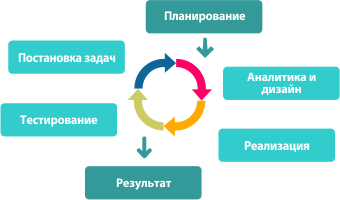 Планирование
Постановка задач
Аналитика и
дизайн
Тестирование
Реализация
Результат